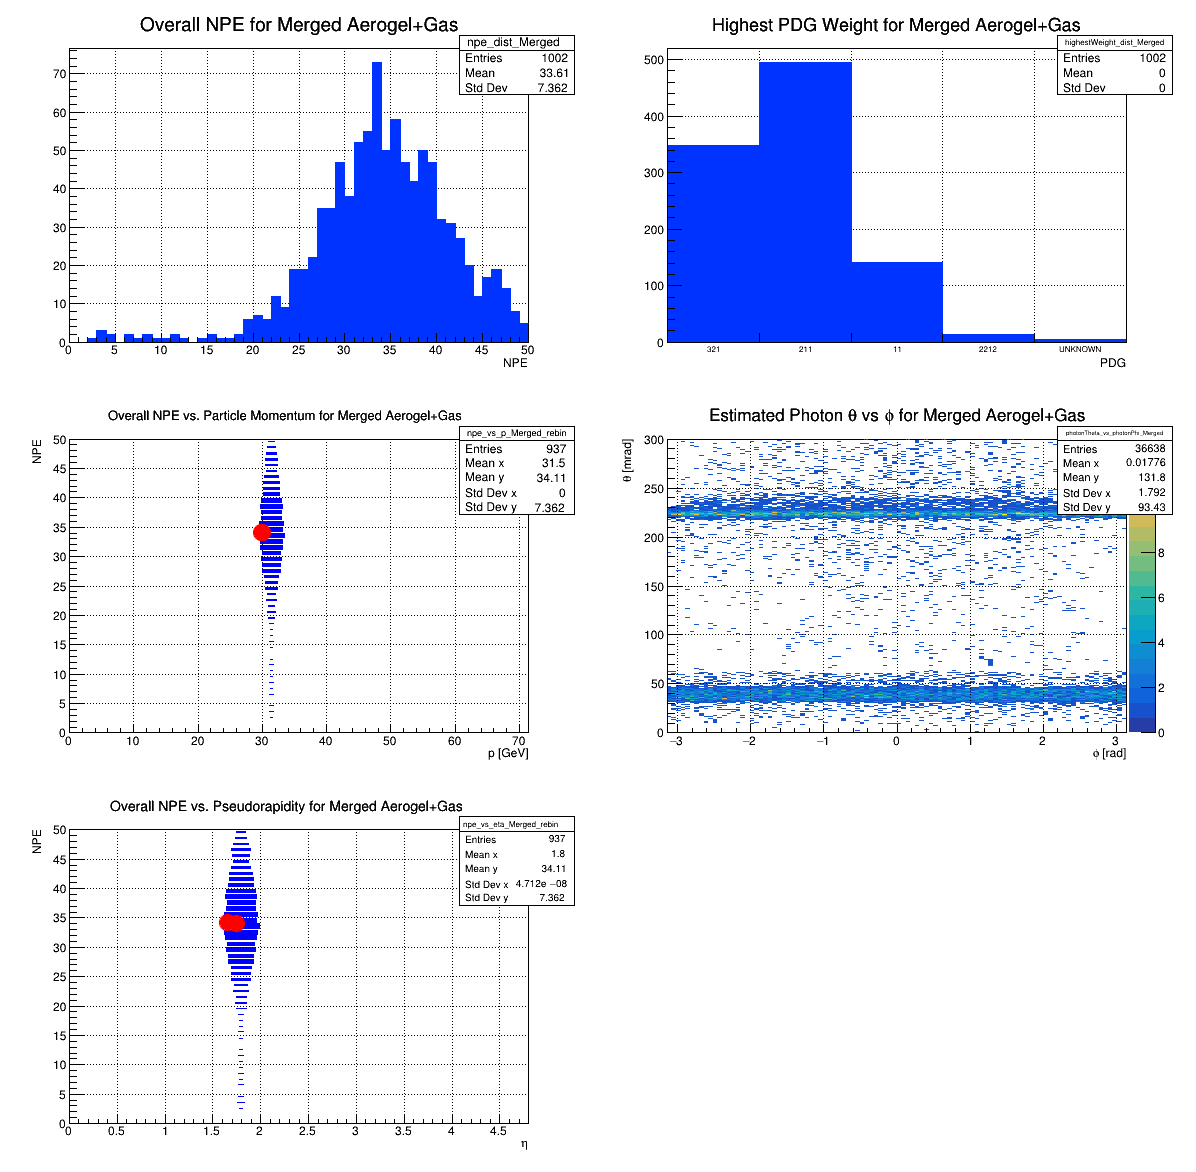 Overall NPE for Merged Aerogel+Gas
npe_dist_Merged
Entries 1002
Mean 33.61
Std Dev 7.362
70
60
50
40
30
20
10
0
0 5 10 15 20 25 30 35 40 45 50
NPE
Highest PDG Weight for Merged Aerogel+Gas
highestWeight_dist_Merged
Entries 1002
Mean 0
Std Dev 0
500
400
300
200
100
0
321 211 11 2212 UNKNOWN
PDG
Overall NPE vs. Particle Momentum for Merged Aerogel+Gas
npe_vs_p_Merged_rebin
Entries 937
Mean x 31.5
Mean y 34.11
Std Dev x 0
Std Dev y 7.362
NPE
50
45
40
35
30
25
20
15
10
5
0
0 10 20 30 40 50 60 70
p [GeV]
Estimated Photon θ vs ϕ for Merged Aerogel+Gas
photonTheta_vs_photonPhi_Merged
Entries 36638
Mean x 0.01776
Mean y 131.8
Std Dev x 1.792
Std Dev y 93.43
θ [mrad]
300
250
200
150
100
50
0
−3 −2 −1 0 1 2 3
ϕ [rad]
8
6
4
2
0
Overall NPE vs. Pseudorapidity for Merged Aerogel+Gas
npe_vs_eta_Merged_rebin
Entries 937
Mean x 1.8
Mean y 34.11
Std Dev x 4.712e −08
Std Dev y 7.362
NPE
50
45
40
35
30
25
20
15
10
5
0
0 0.5 1 1.5 2 2.5 3 3.5 4 4.5
η